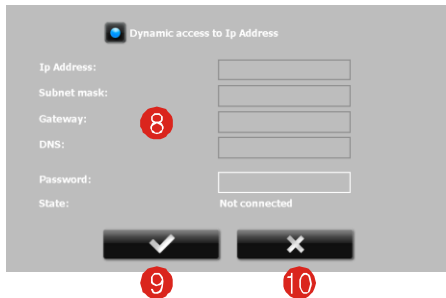 Dynamic access to Ip Address
Ip Address:
Subnet mask:
Gateway:
8
DNS:
Password:
State: Not connected
9 10